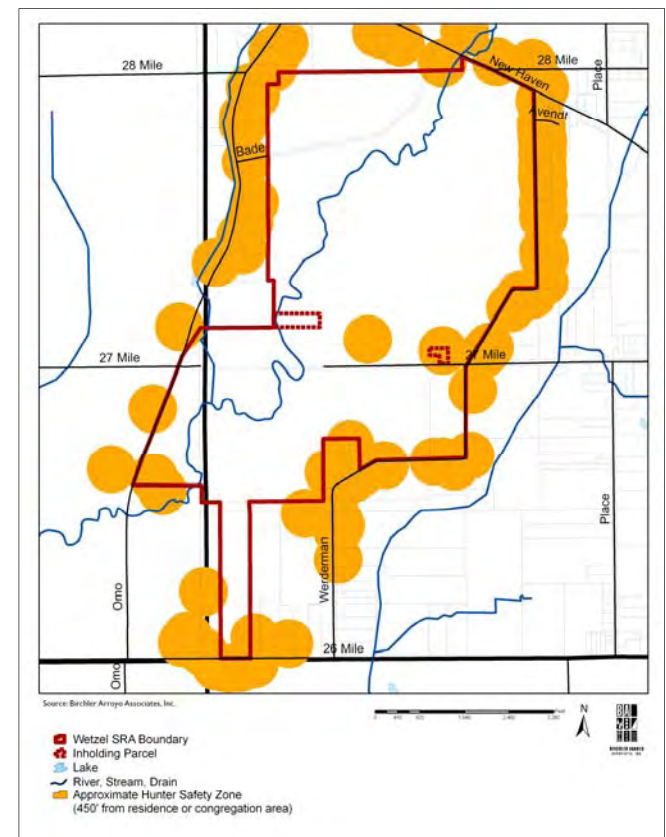 28 Mile
New Haven
28 Mile
Place
Bade
27 Mile
27 Mile
Place
Omo
Werderman
26 Mile
Omo
Source: Birchler Arroyo Associates, Inc.
N
Wetzel SRA Boundary
Inholding Parcel
Lake
River, Stream, Drain
Approximate Hunter Safety Zone
(450' from residence or congregation area)